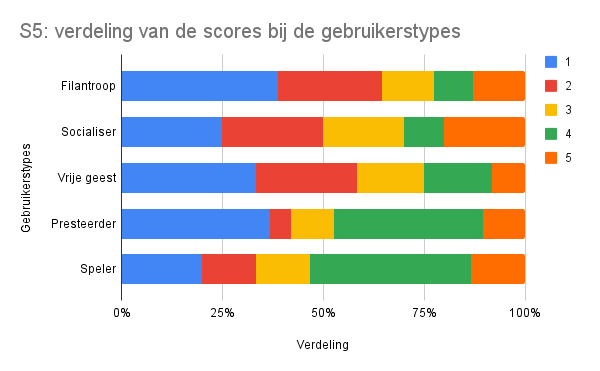 S5: verdeling van de scores bij de gebruikerstypes
1
2
3
4
5
Gebruikerstypes
Filantroop
Socialiser
Vrije geest
Presteerder
Speler
0%
25%
50%
75%
100%
Verdeling